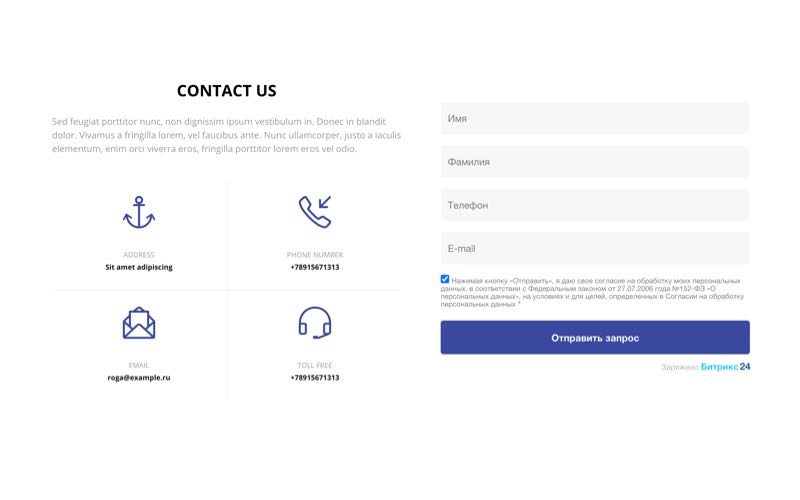 CONTACT US
Sed feugiat porttitor nunc, non dignissim ipsum vestibulum in. Donec in blandit
dolor. Vivamus a fringilla lorem, vel faucibus ante. Nunc ullamcorper, justo a iaculis
elementum, enim orci viverra eros, fringilla porttitor lorem eros vel odio.
ADDRESS
Sit amet adipiscing
PHONE NUMBER
+78915671313
EMAIL
roga@example.ru
TOLL FREE
+78915671313
Имя
Фамилия
Телефон
E-mail
Нажимая кнопку «Отправить», я даю свое согласие на обработку моих персональных
данных, в соответствии с Федеральным законом от 27.07.2006 года №152-ФЗ «О
персональных данных», на условиях и для целей, определенных в Согласии на обработку
персональных данных *
Отправить запрос
Заряжено Битрикс24